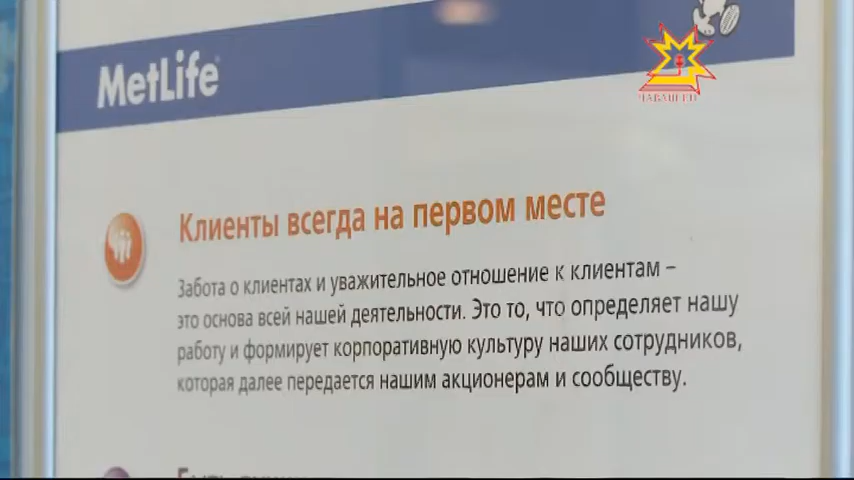 MetLife
Клиенты всегда на первом месте
Забота о клиентах и уважительное отношение к клиентам –
это основа всей нашей деятельности. Это то, что определяет нашу
работу и формирует корпоративную культуру наших сотрудников,
которая далее передается нашим акционерам и сообществу.